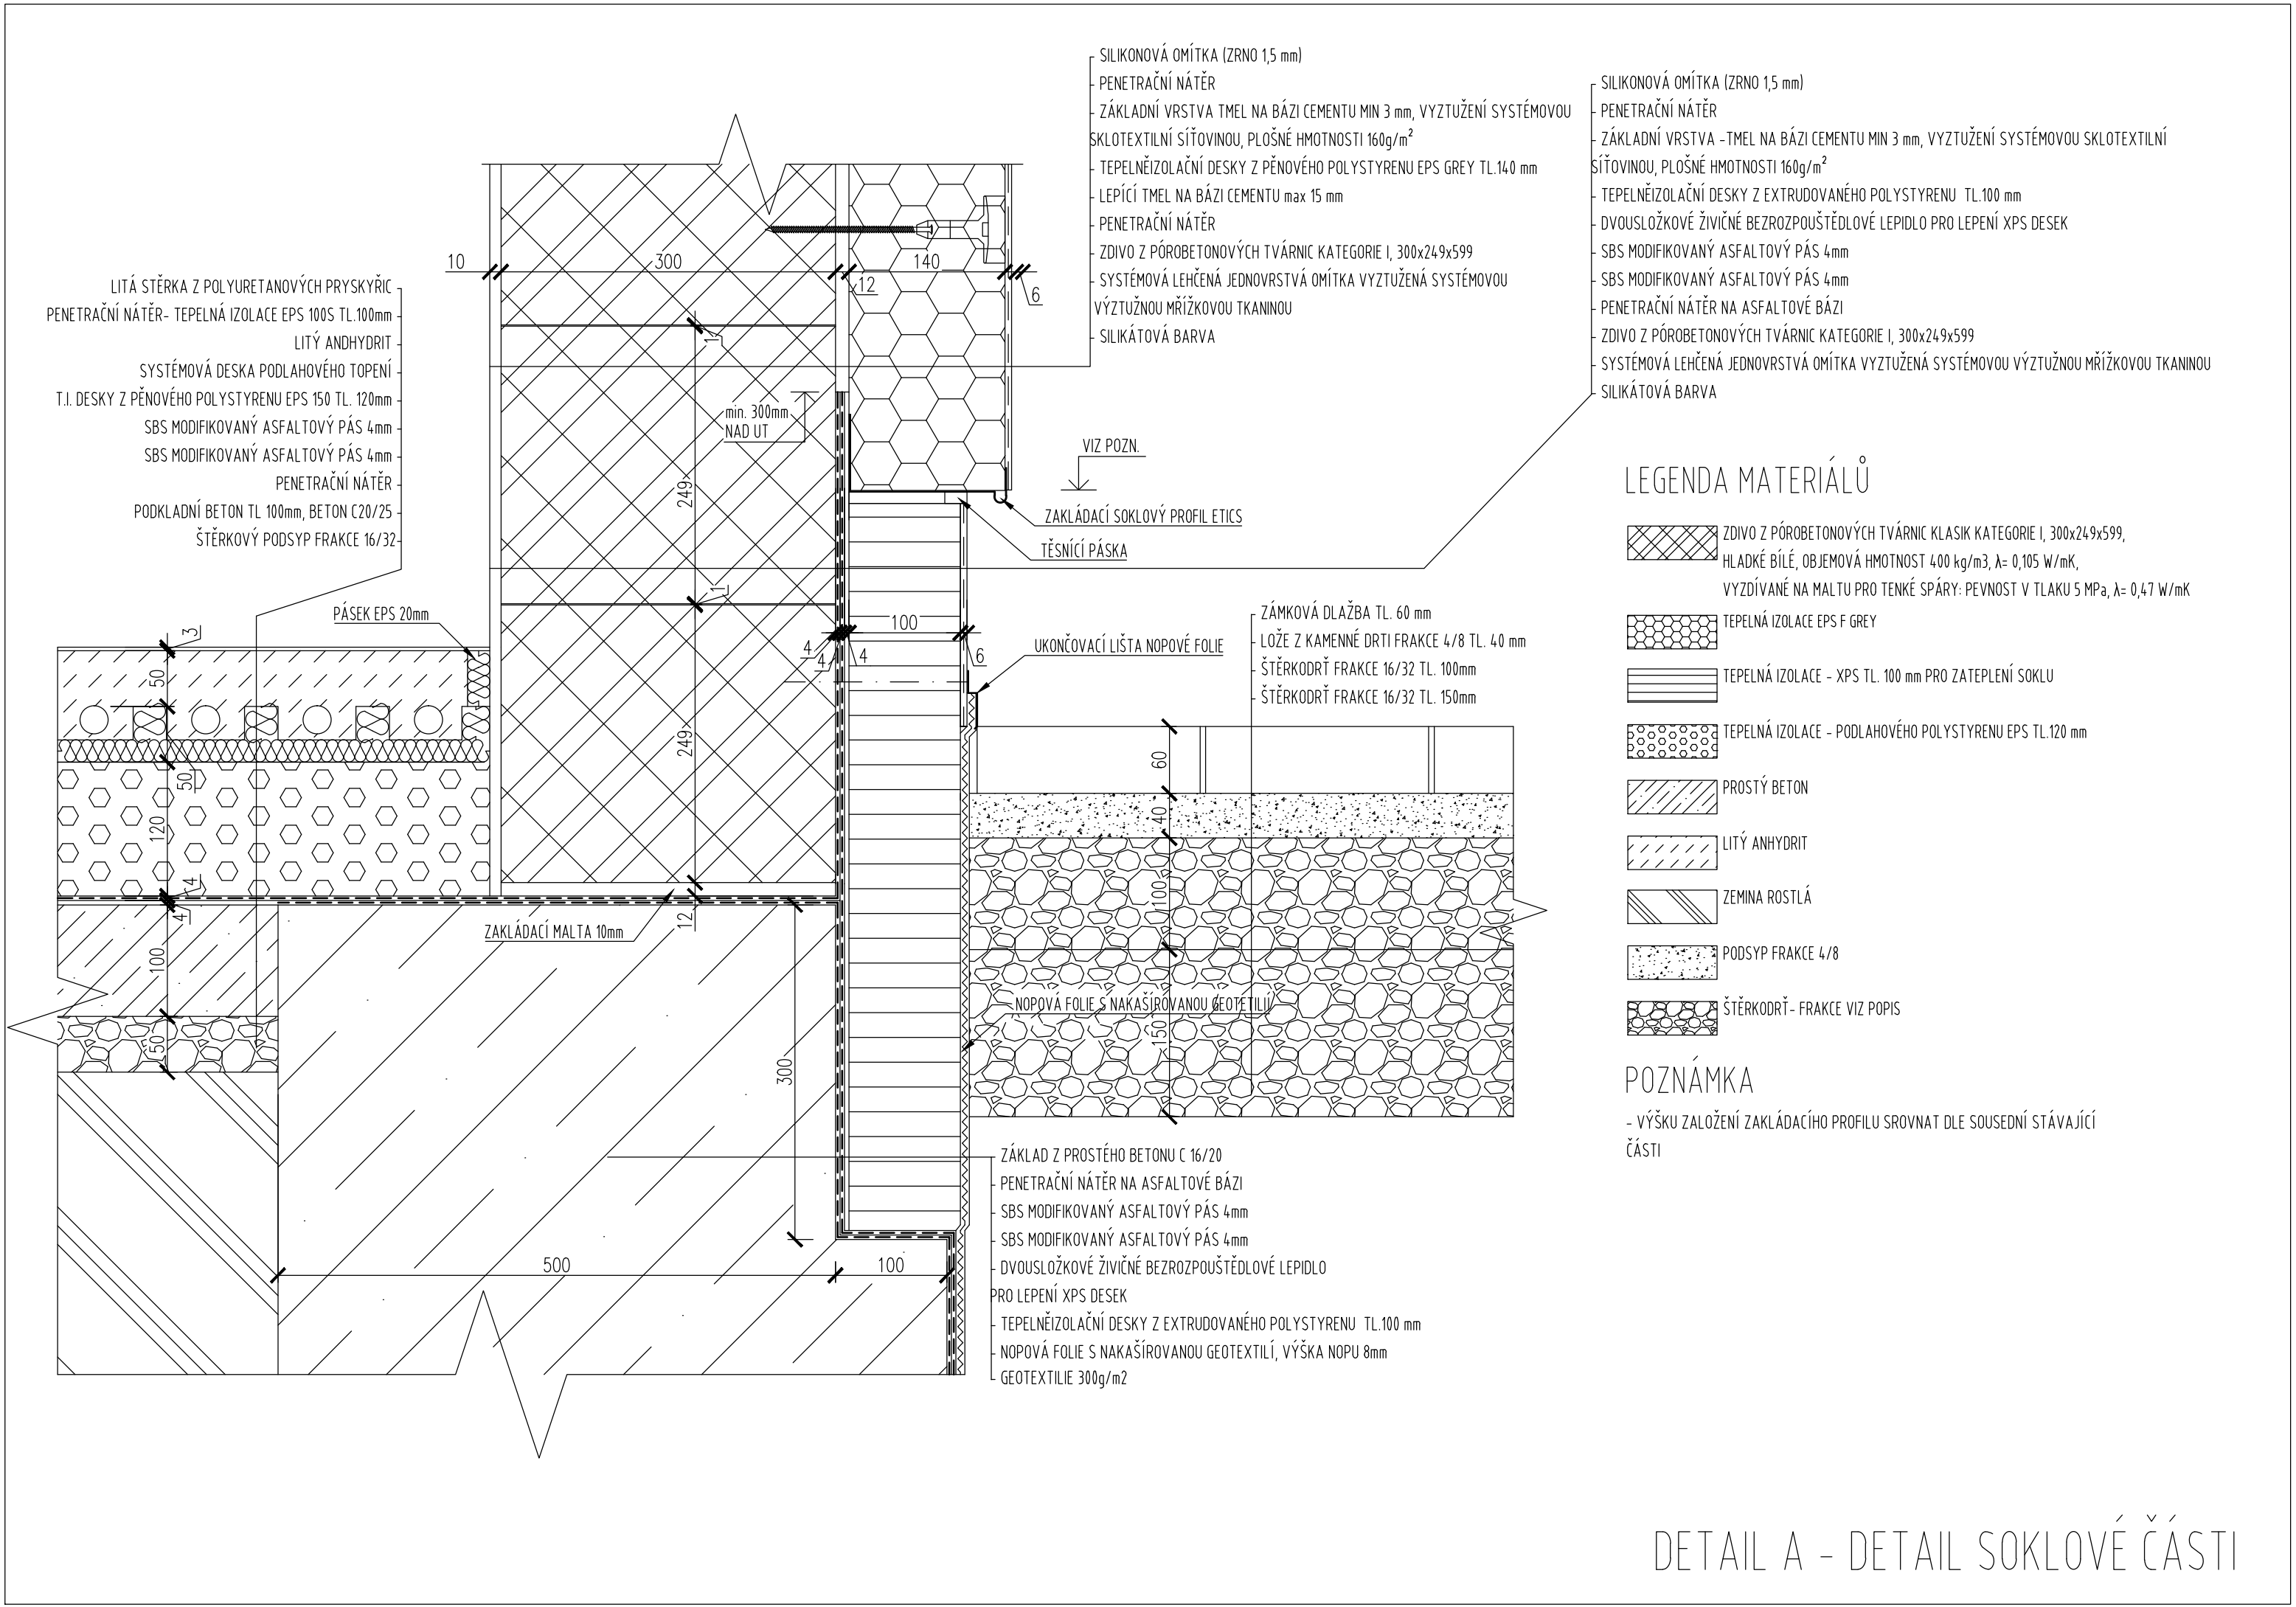 SILIKONOVÁ OMÍTKA (ZRNO 1,5 mm)
PENETRAČNÍ NÁTĚR
ZÁKLADNÍ VRSTVA TMEL NA BÁZI CEMENTU MIN 3 mm, VYZTUŽENÍ SYSTÉMOVOU
SKLOTEXTILNÍ SÍŤOVINOU, PLOŠNÉ HMOTNOSTI 160g/m²
TEPELNĚIZOLAČNÍ DESKY Z PĚNOVÉHO POLYSTYRENU EPS GREY TL.140 mm
LEPÍCÍ TMEL NA BÁZI CEMENTU max 15 mm
PENETRAČNÍ NÁTĚR
ZDIVO Z PÓROBETONOVÝCH TVÁRNIC KATEGORIE I, 300x249x599
SYSTÉMOVÁ LEHČENÁ JEDNOVRSTVÁ OMÍTKA VYZTUŽENÁ SYSTÉMOVOU
VÝZTUŽNOU MŘÍŽKOVOU TKANINOU
SILIKÁTOVÁ BARVA
SILIKONOVÁ OMÍTKA (ZRNO 1,5 mm)
PENETRAČNÍ NÁTĚR
ZÁKLADNÍ VRSTVA -TMEL NA BÁZI CEMENTU MIN 3 mm, VYZTUŽENÍ SYSTÉMOVOU SKLOTEXTILNÍ
SÍŤOVINOU, PLOŠNÉ HMOTNOSTI 160g/m²
TEPELNĚIZOLAČNÍ DESKY Z EXTRUDOVANÉHO POLYSTYRENU TL.100 mm
DVOUSLOŽKOVÉ ŽIVIČNÉ BEZROZPOUŠTĚDLOVÉ LEPIDLO PRO LEPENÍ XPS DESEK
SBS MODIFIKOVANÝ ASFALTOVÝ PÁS 4mm
SBS MODIFIKOVANÝ ASFALTOVÝ PÁS 4mm
PENETRAČNÍ NÁTĚR NA ASFALTOVÉ BÁZI
ZDIVO Z PÓROBETONOVÝCH TVÁRNIC KATEGORIE I, 300x249x599
SYSTÉMOVÁ LEHČENÁ JEDNOVRSTVÁ OMÍTKA VYZTUŽENÁ SYSTÉMOVOU VÝZTUŽNOU MŘÍŽKOVOU TKANINOU
SILIKÁTOVÁ BARVA
LITÁ STĚRKA Z POLYURETANOVÝCH PRYSKYŘIC
PENETRAČNÍ NÁTĚR- TEPELNÁ IZOLACE EPS 100S TL.100mm
LITÝ ANDHYDRIT
SYSTÉMOVÁ DESKA PODLAHOVÉHO TOPENÍ
T.I. DESKY Z PĚNOVÉHO POLYSTYRENU EPS 150 TL. 120mm
SBS MODIFIKOVANÝ ASFALTOVÝ PÁS 4mm
SBS MODIFIKOVANÝ ASFALTOVÝ PÁS 4mm
PENETRAČNÍ NÁTĚR
PODKLADNÍ BETON TL 100mm, BETON C20/25
ŠTĚRKOVÝ PODSYP FRAKCE 16/32
10
300
12
140
6
1
min. 300mm
NAD UT
249
1
VIZ POZN.
ZAKLÁDACÍ SOKLOVÝ PROFIL ETICS
TĚSNÍCÍ PÁSKA
PÁSEK EPS 20mm
100
4
4
4
6
UKONČOVACÍ LIŠTA NOPOVÉ FOLIE
ZÁMKOVÁ DLAŽBA TL. 60 mm
LOŽE Z KAMENNÉ DRTI FRAKCE 4/8 TL. 40 mm
ŠTĚRKODRŤ FRAKCE 16/32 TL. 100mm
ŠTĚRKODRŤ FRAKCE 16/32 TL. 150mm
3
50
50
120
4
4
100
50
249
12
ZAKLÁDACÍ MALTA 10mm
60
40
100
150
NOPOVÁ FOLIE S NAKAŠÍROVANOU GEOTETILIÍ
300
500
100
ZÁKLAD Z PROSTÉHO BETONU C 16/20
PENETRAČNÍ NÁTĚR NA ASFALTOVÉ BÁZI
SBS MODIFIKOVANÝ ASFALTOVÝ PÁS 4mm
SBS MODIFIKOVANÝ ASFALTOVÝ PÁS 4mm
DVOUSLOŽKOVÉ ŽIVIČNÉ BEZROZPOUŠTĚDLOVÉ LEPIDLO
PRO LEPENÍ XPS DESEK
TEPELNĚIZOLAČNÍ DESKY Z EXTRUDOVANÉHO POLYSTYRENU TL.100 mm
NOPOVÁ FOLIE S NAKAŠÍROVANOU GEOTEXTILÍ, VÝŠKA NOPU 8mm
GEOTEXTILIE 300g/m2
LEGENDA MATERIÁLŮ
ZDIVO Z PÓROBETONOVÝCH TVÁRNIC KLASIK KATEGORIE I, 300x249x599,
HLADKÉ BÍLÉ, OBJEMOVÁ HMOTNOST 400 kg/m3, λ= 0,105 W/mK,
VYZDÍVANÉ NA MALTU PRO TENKÉ SPÁRY: PEVNOST V TLAKU 5 MPa, λ= 0,47 W/mK
TEPELNÁ IZOLACE EPS F GREY
TEPELNÁ IZOLACE - XPS TL. 100 mm PRO ZATEPLENÍ SOKLU
TEPELNÁ IZOLACE - PODLAHOVÉHO POLYSTYRENU EPS TL.120 mm
PROSTÝ BETON
LITÝ ANHYDRIT
ZEMINA ROSTLÁ
PODSYP FRAKCE 4/8
ŠTĚRKODRŤ- FRAKCE VIZ POPIS
POZNÁMKA
- VÝŠKU ZALOŽENÍ ZAKLÁDACÍHO PROFILU SROVNAT DLE SOUSEDNÍ STÁVAJÍCÍ
ČÁSTI
DETAIL A - DETAIL SOKLOVÉ ČÁSTI